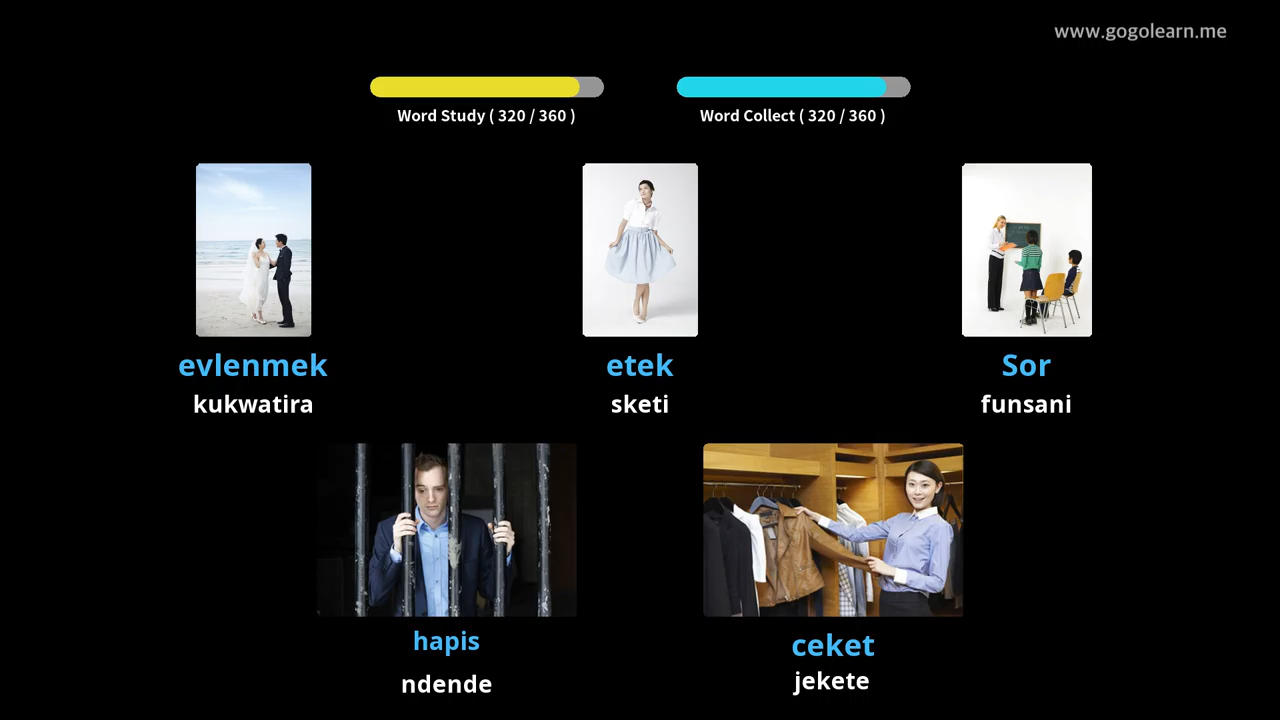 www.gogolearn.me
Word Study ( 320 / 360 )
Word Collect ( 320 / 360 )
evlenmek
kukwatira
etek
sketi
Sor
funsani
hapis
ndende
ceket
jekete